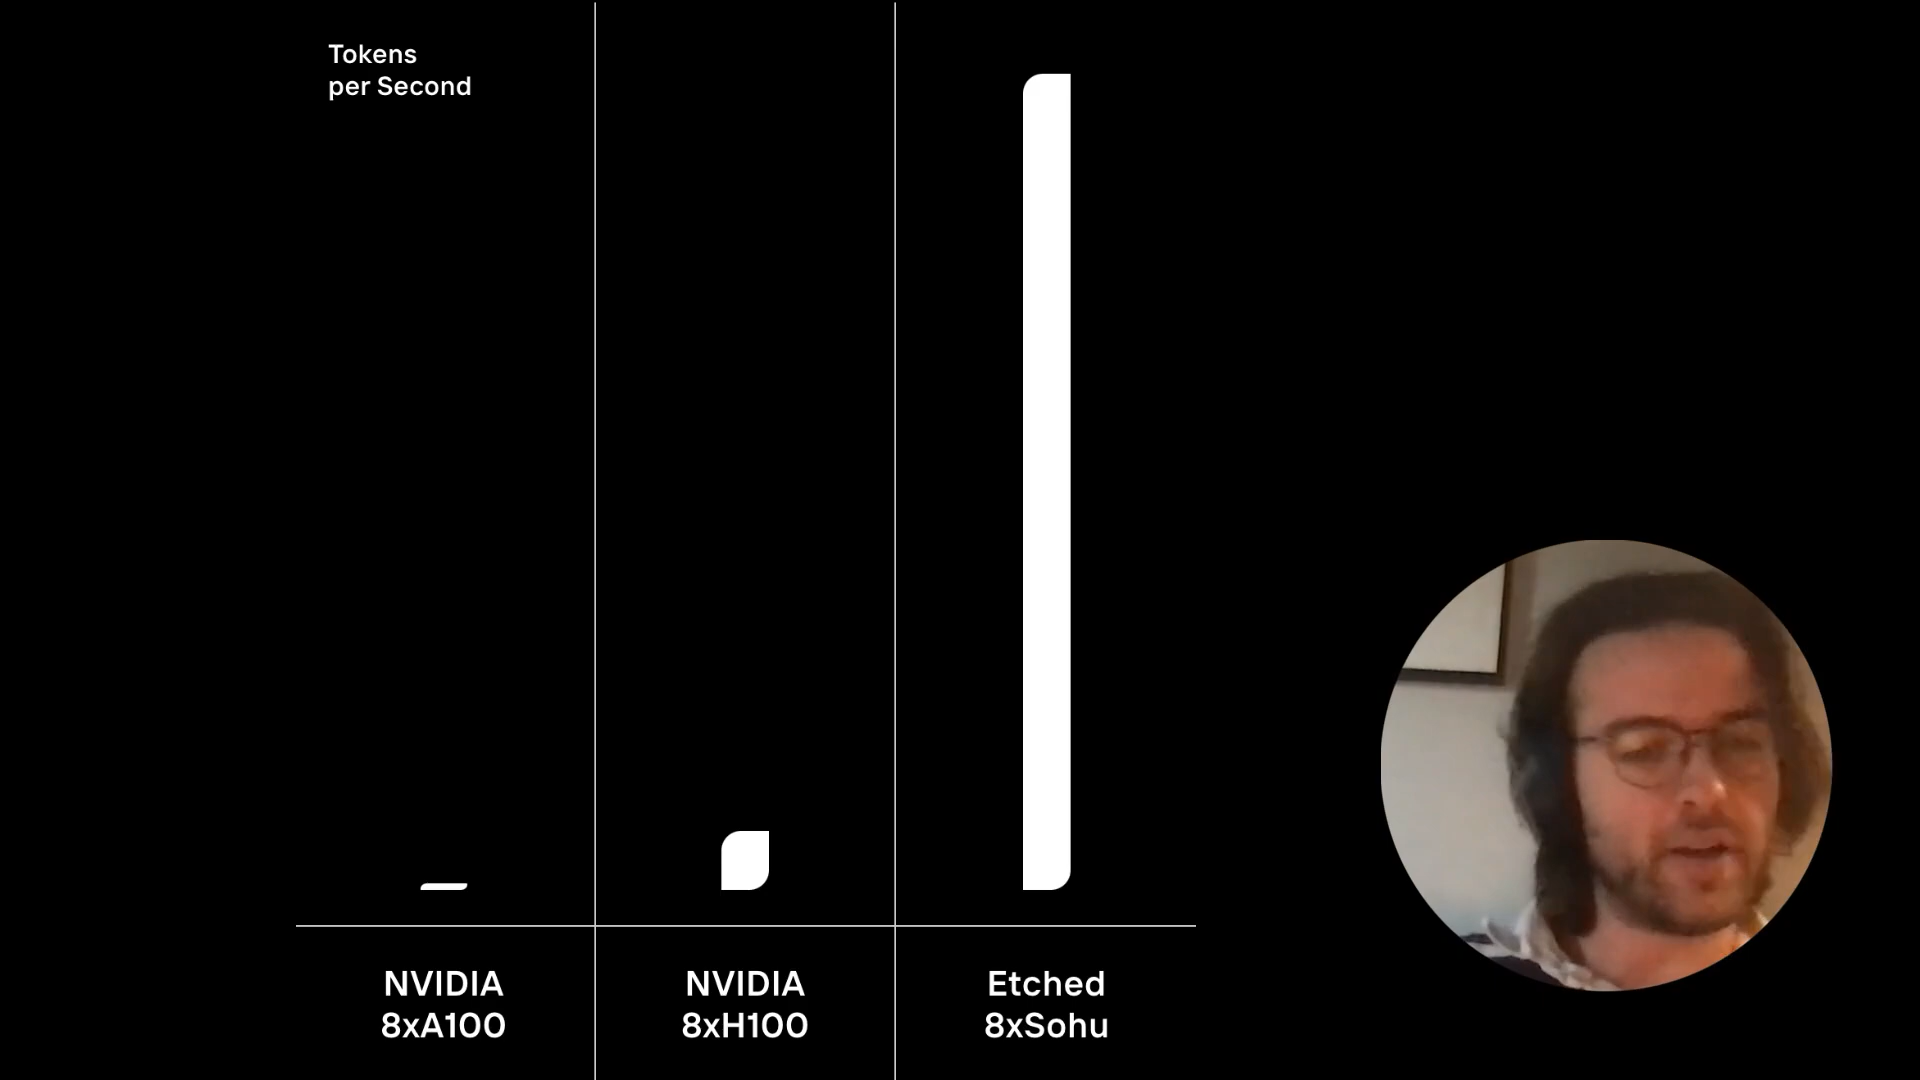 Tokens
per Second
NVIDIA
8xA100
NVIDIA
8xH100
Etched
8xSohu